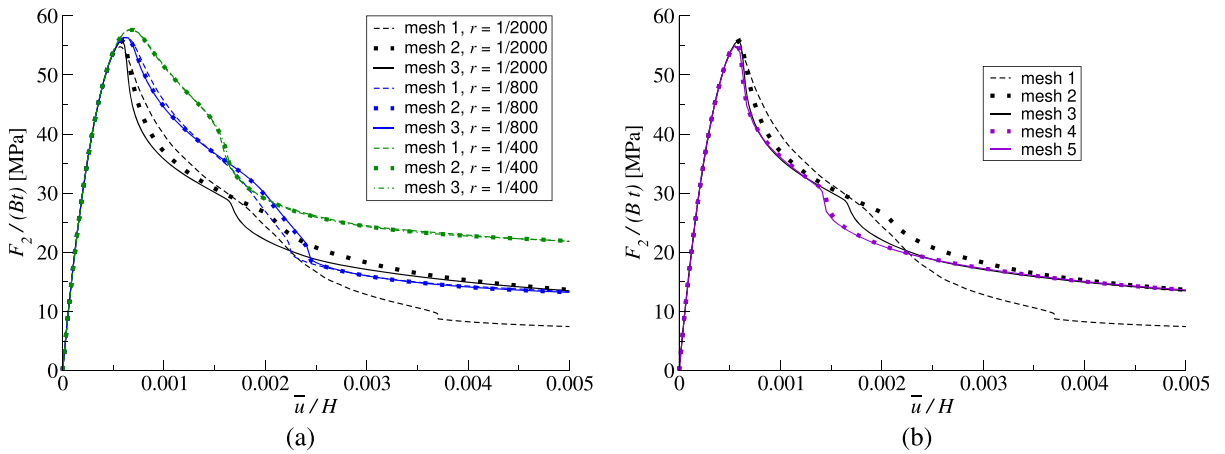 60
50
40
30
20
10
0
F₂ / (Bt) [MPa]
0
0.001
0.002
0.003
0.004
0.005
u̅ / H
mesh 1, r = 1/2000
mesh 2, r = 1/2000
mesh 3, r = 1/2000
mesh 1, r = 1/800
mesh 2, r = 1/800
mesh 3, r = 1/800
mesh 1, r = 1/400
mesh 2, r = 1/400
mesh 3, r = 1/400
(a)
60
50
40
30
20
10
0
F₂ / (B t) [MPa]
0
0.001
0.002
0.003
0.004
0.005
u̅ / H
mesh 1
mesh 2
mesh 3
mesh 4
mesh 5
(b)